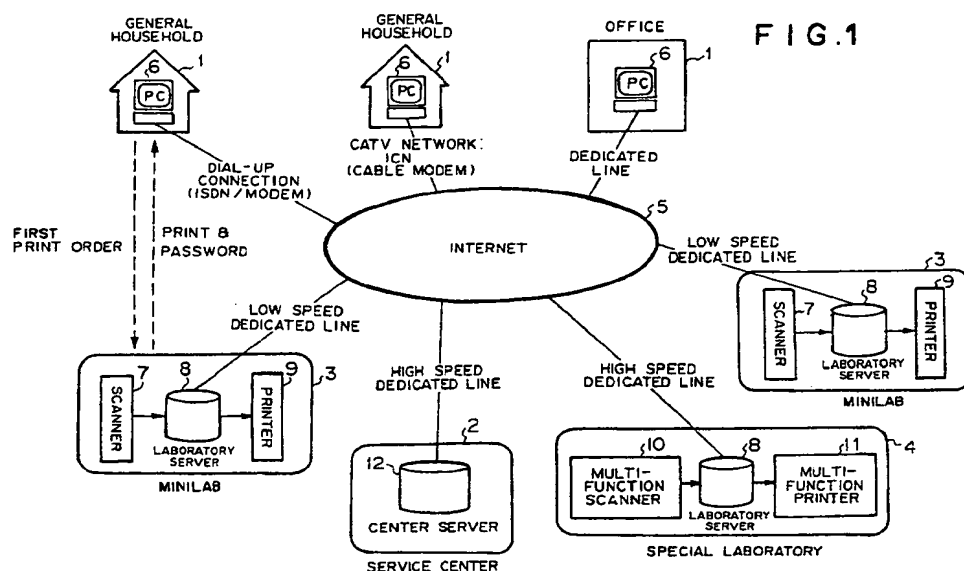 FIG.1
GENERAL
HOUSEHOLD
1
6
PC
GENERAL
HOUSEHOLD
1
6
PC
OFFICE
1
6
PC
DIAL-UP
CONNECTION
(ISDN/MODEM)
CATV NETWORK:
ICN
(CABLE MODEM)
DEDICATED
LINE
FIRST
PRINT ORDER
PRINT &
PASSWORD
INTERNET
5
LOW SPEED
DEDICATED LINE
LOW SPEED
DEDICATED LINE
HIGH SPEED
DEDICATED LINE
HIGH SPEED
DEDICATED LINE
3
7
SCANNER
8
LABORATORY
SERVER
9
PRINTER
MINILAB
3
7
SCANNER
8
LABORATORY
SERVER
9
PRINTER
MINILAB
2
12
CENTER SERVER
SERVICE CENTER
4
10
MULTI-
FUNCTION
SCANNER
8
LABORATORY
SERVER
11
MULTI-
FUNCTION
PRINTER
SPECIAL LABORATORY